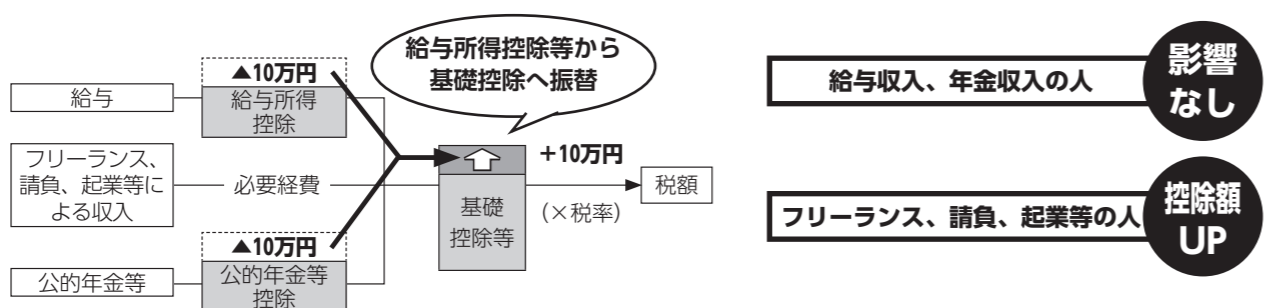 給与所得控除等から
基礎控除へ振替
▲10万円
給与
給与所得
控除
フリーランス、
請負、起業等に
よる収入
必要経費
▲10万円
公的年金等
公的年金等
控除
+10万円
基礎
控除等
(×税率)
税額
給与収入、年金収入の人
影響
なし
フリーランス、請負、起業等の人
控除額
UP